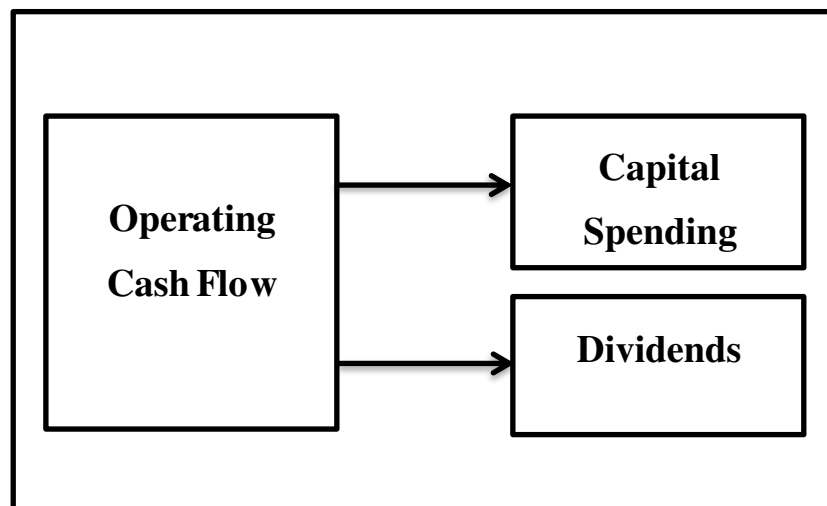 Operating
Cash Flow
Capital
Spending
Dividends